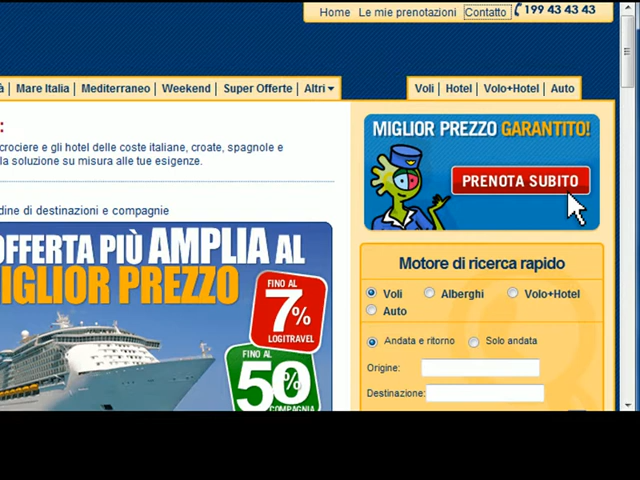 Home Le mie prenotazioni Contatto 199 43 43 43
Mare Italia Mediterraneo Weekend Super Offerte Altri
Voli Hotel Volo+Hotel Auto
crociere e gli hotel delle coste italiane, croate, spagnole e
la soluzione su misura alle tue esigenze.
MIGLIOR PREZZO GARANTITO!
PRENOTA SUBITO
dine di destinazioni e compagnie
OFFERTA PIÙ AMPLIA AL
IGLIOR PREZZO
FINO AL
7%
LOGITRAVEL
FINO AL
50%
COMPAGNIA
Motore di ricerca rapido
Voli Alberghi Volo+Hotel
Auto
Andata e ritorno Solo andata
Origine:
Destinazione: